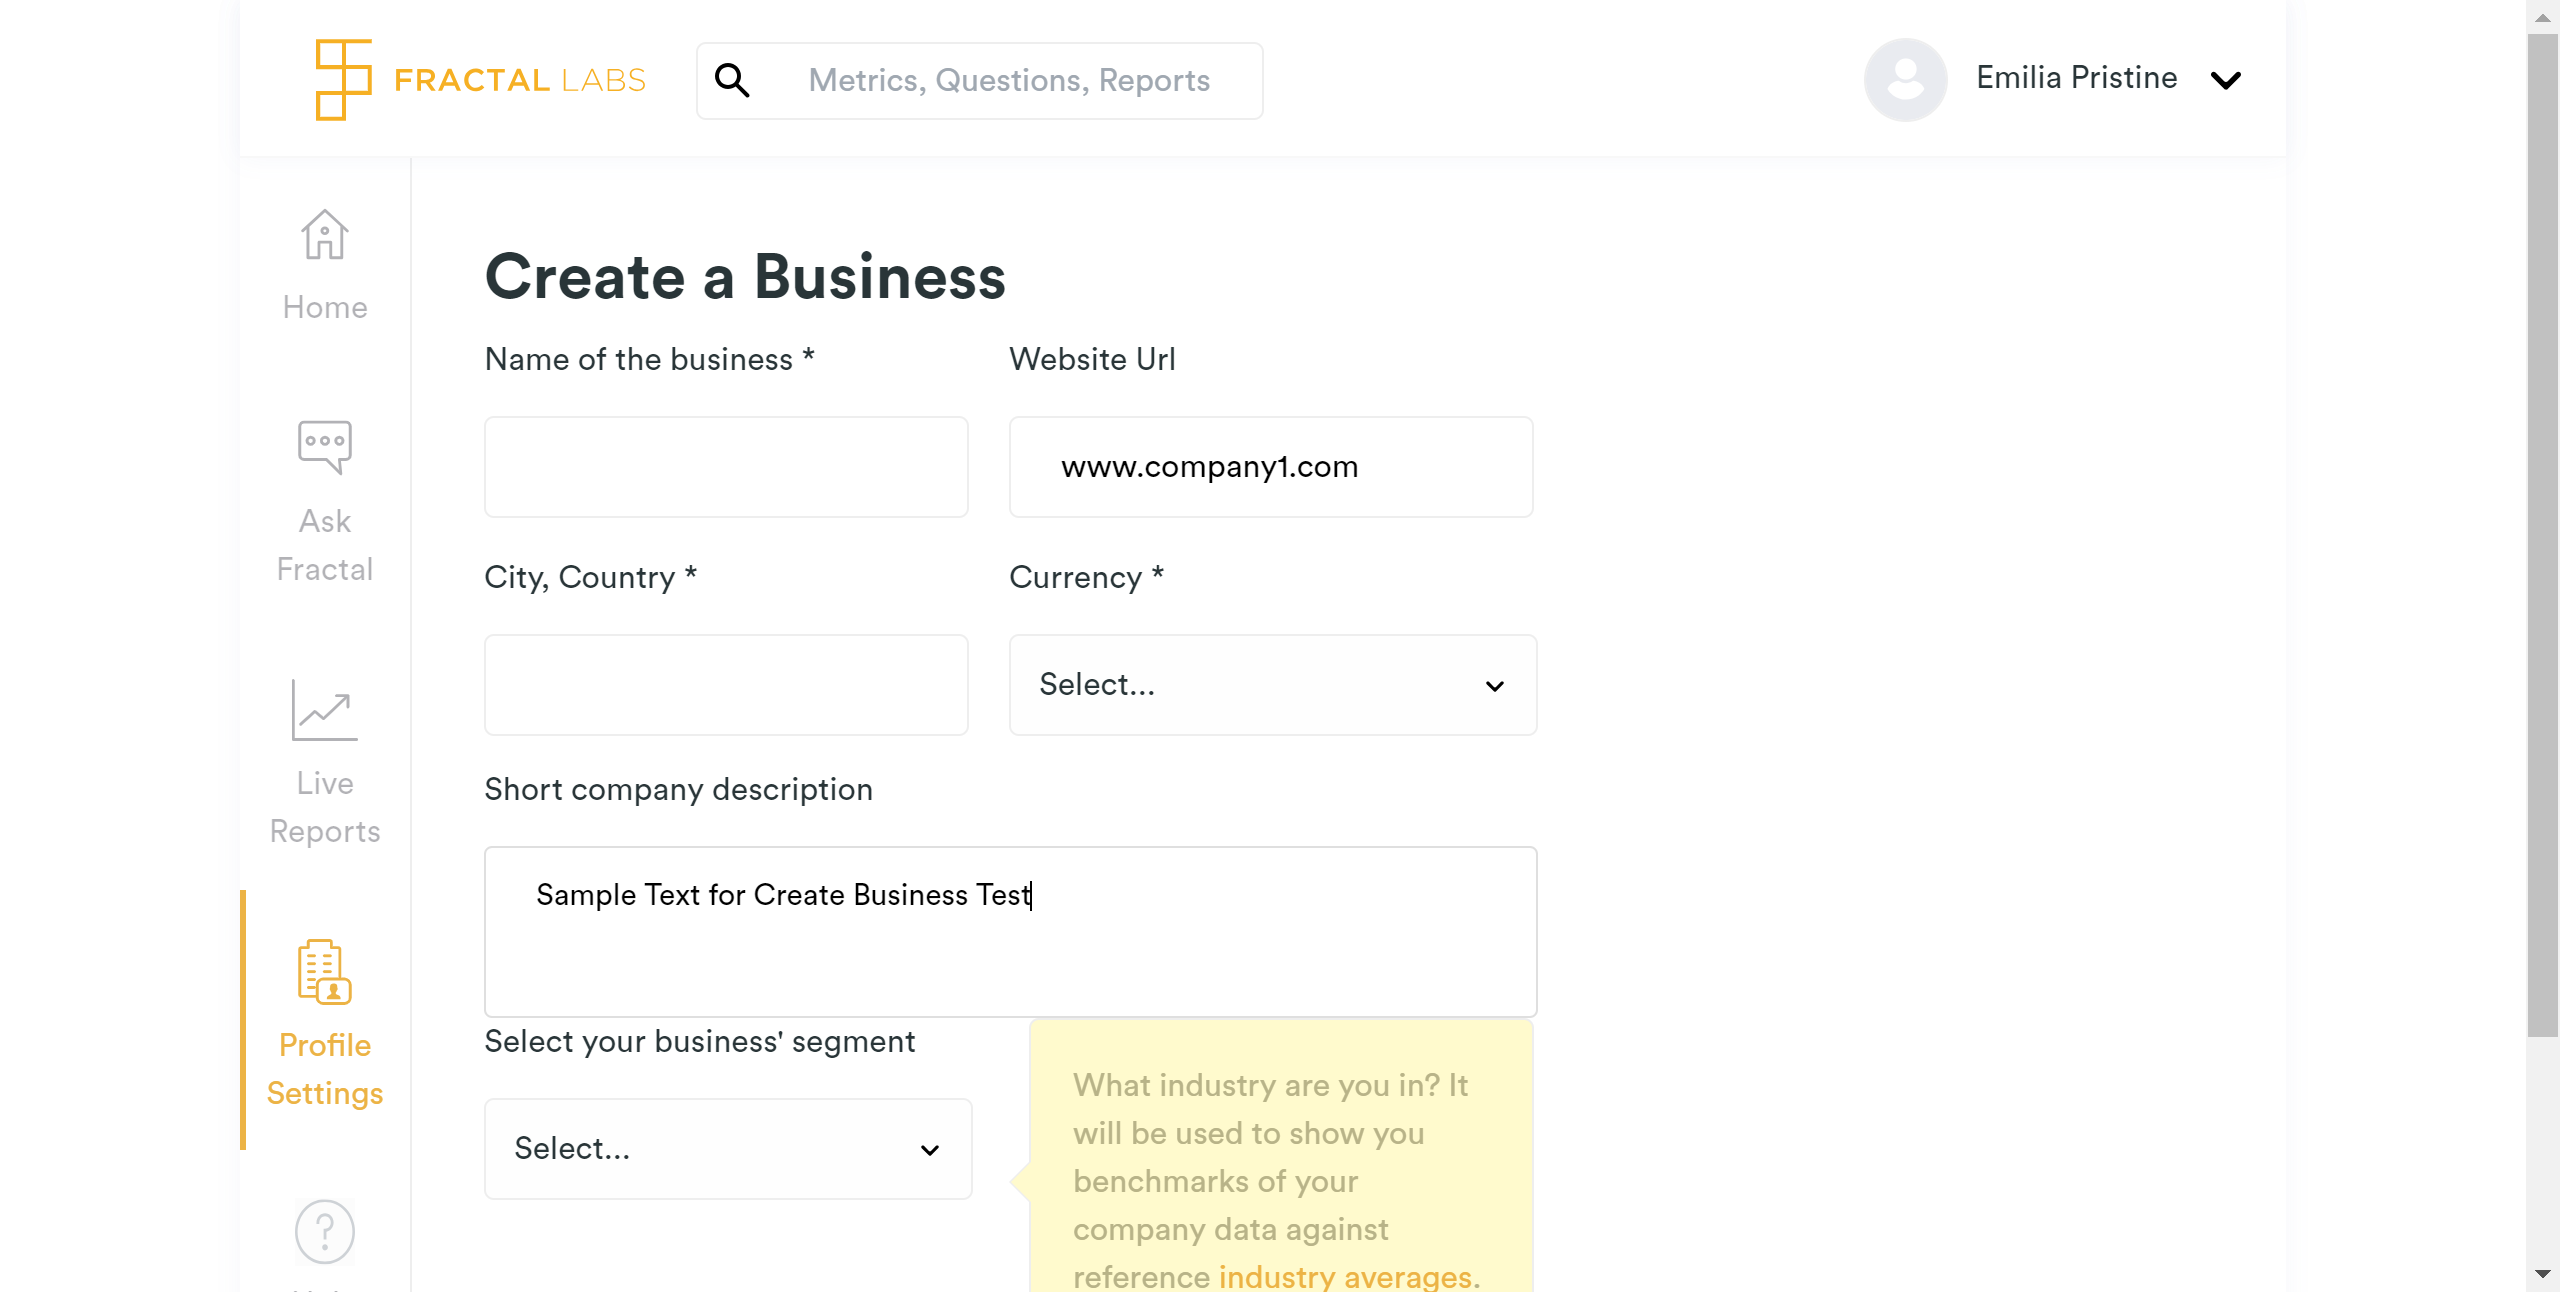 FRACTAL LABS
Metrics, Questions, Reports
Emilia Pristine
Home
Ask
Fractal
Live
Reports
Profile
Settings
Create a Business
Name of the business *
Website Url
www.company1.com
City, Country *
Currency *
Select...
Short company description
Sample Text for Create Business Test
Select your business' segment
Select...
What industry are you in? It
will be used to show you
benchmarks of your
company data against
reference industry averages.